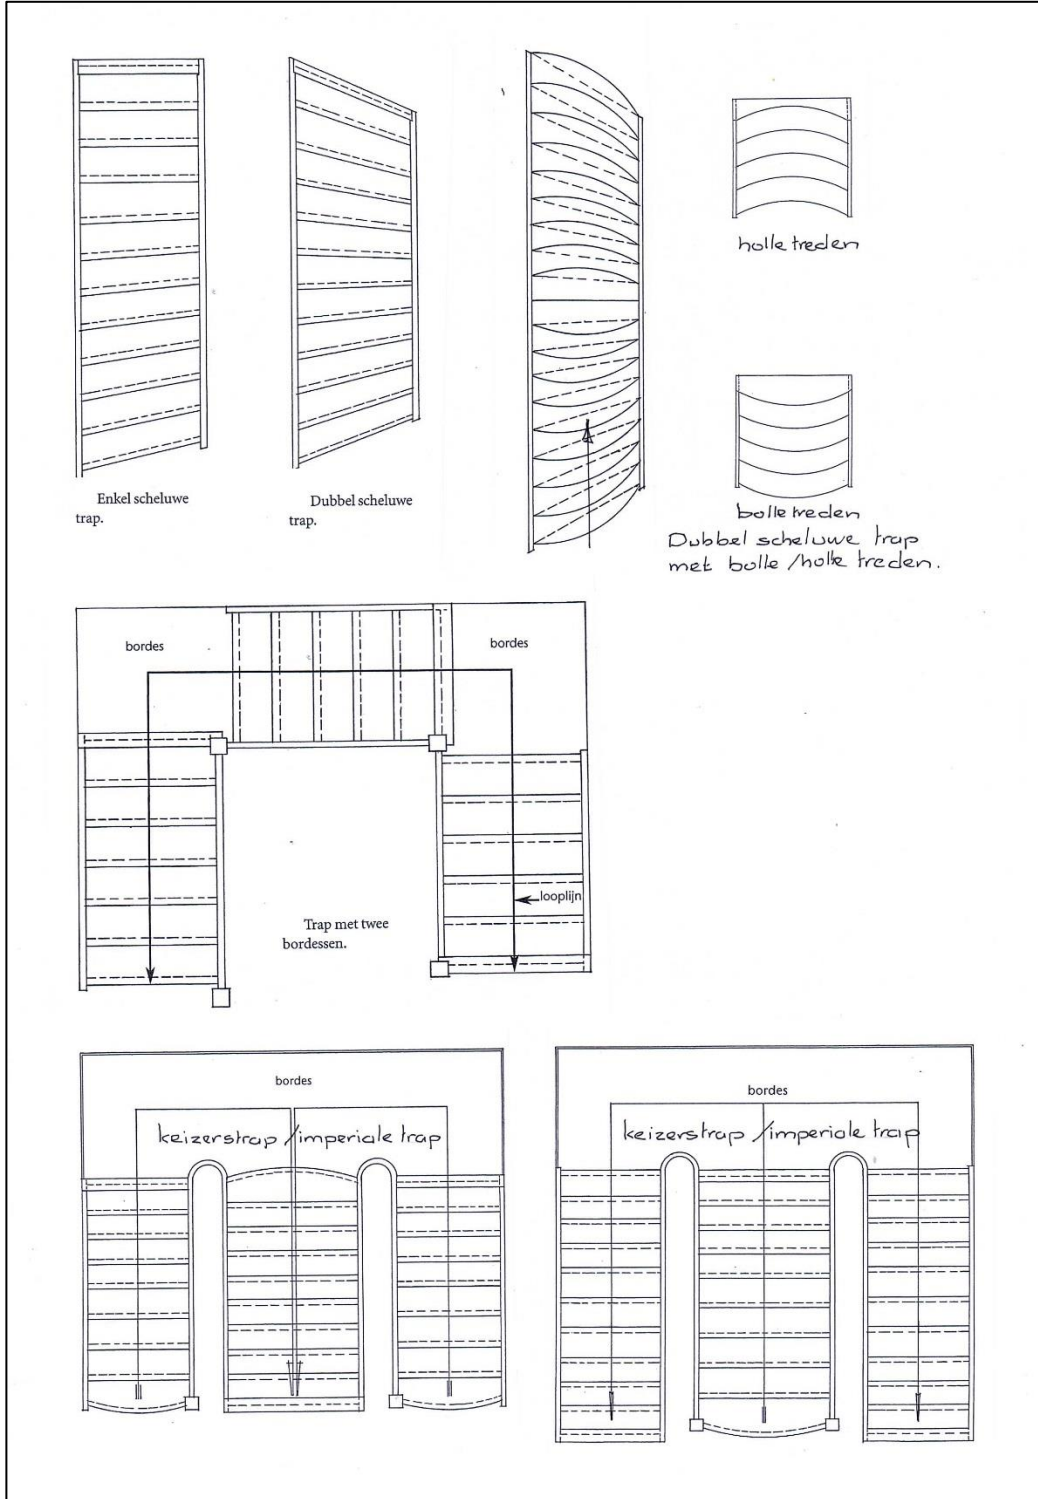 holle treden
Enkel scheluwe
trap.
Dubbel scheluwe
trap.
bolle treden
Dubbel scheluwe trap
met bolle /holle treden.
bordes
bordes
looplijn
Trap met twee
bordessen.
bordes
keizerstrap /imperiale trap
bordes
keizerstrap /imperiale trap